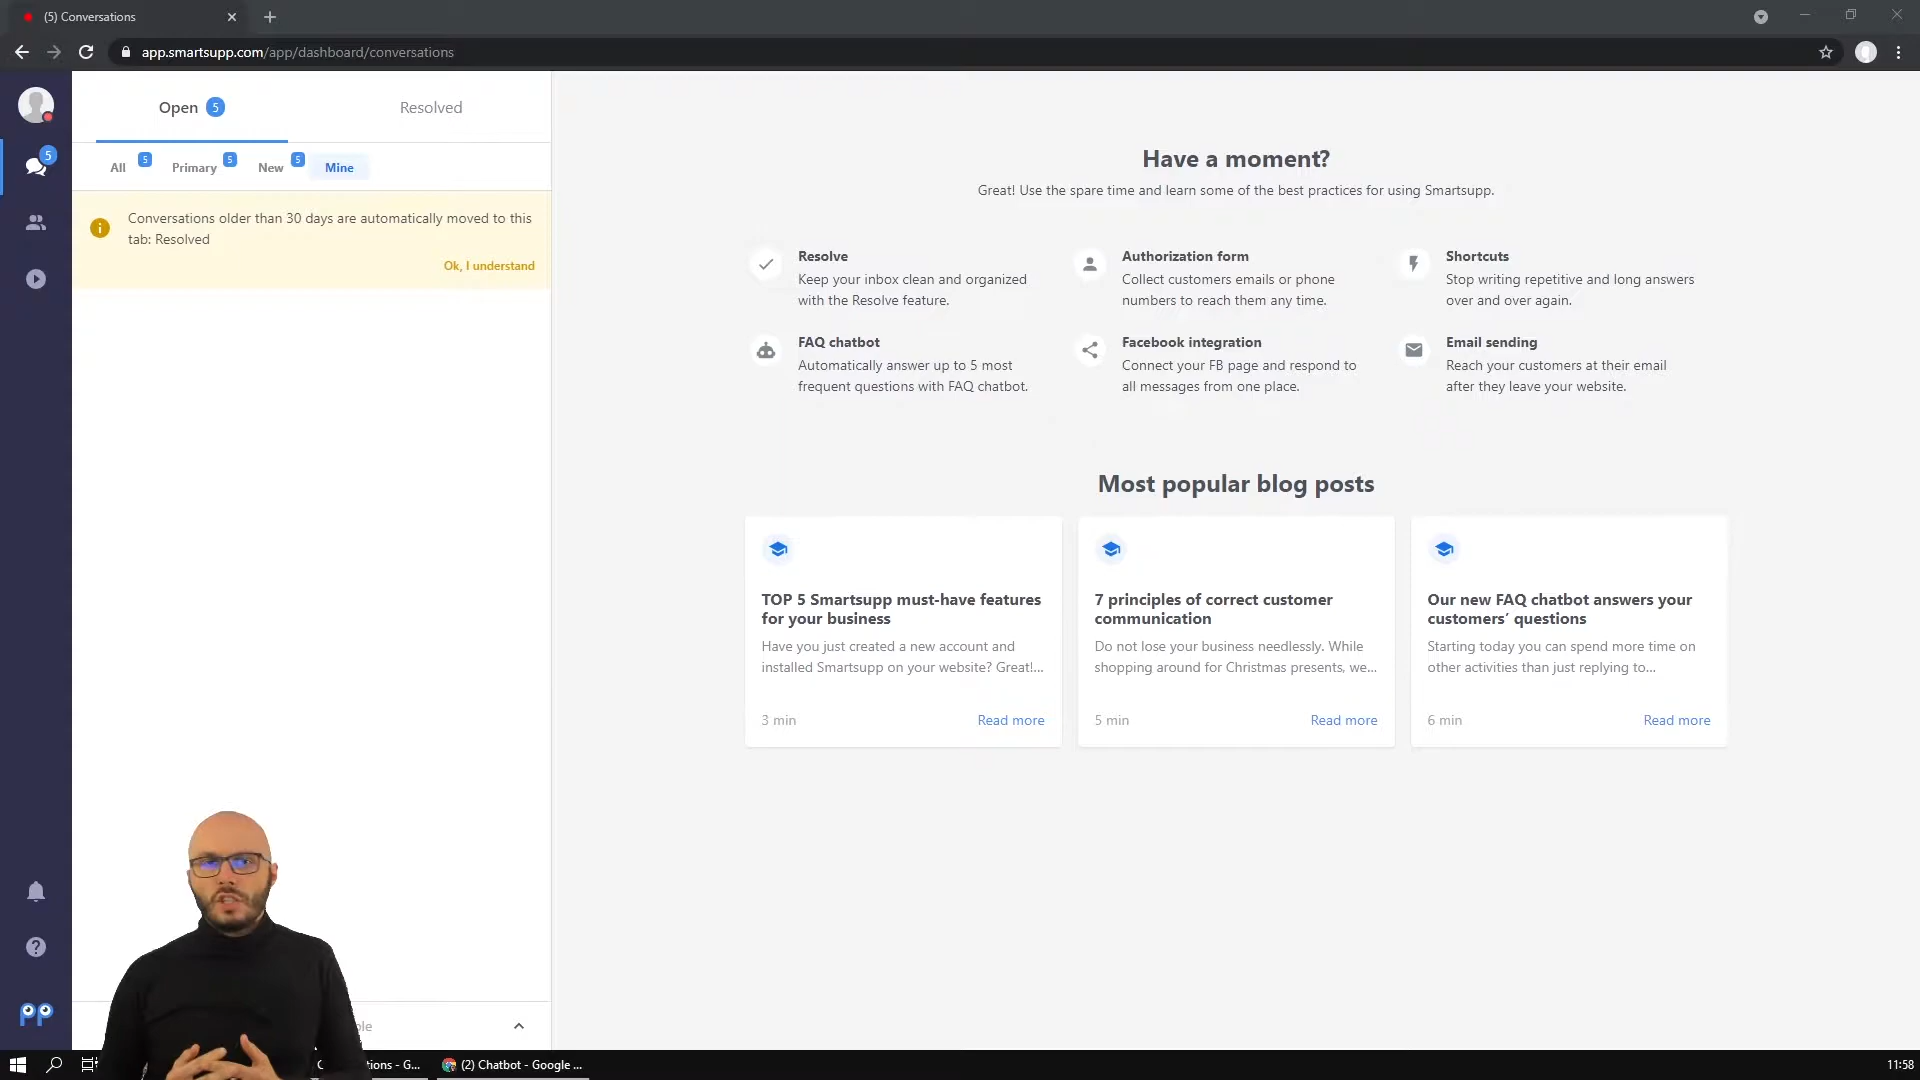 (5) Conversations
app.smartsupp.com/app/dashboard/conversations
Open 5
Resolved
5
All 5
Primary 5
New 5
Mine
Conversations older than 30 days are automatically moved to this
tab: Resolved
Ok, I understand
Have a moment?
Great! Use the spare time and learn some of the best practices for using Smartsupp.
Resolve
Keep your inbox clean and organized
with the Resolve feature.
Authorization form
Collect customers emails or phone
numbers to reach them any time.
Shortcuts
Stop writing repetitive and long answers
over and over again.
FAQ chatbot
Automatically answer up to 5 most
frequent questions with FAQ chatbot.
Facebook integration
Connect your FB page and respond to
all messages from one place.
Email sending
Reach your customers at their email
after they leave your website.
Most popular blog posts
TOP 5 Smartsupp must-have features
for your business
Have you just created a new account and
installed Smartsupp on your website? Great!...
3 min
Read more
7 principles of correct customer
communication
Do not lose your business needlessly. While
shopping around for Christmas presents, we...
5 min
Read more
Our new FAQ chatbot answers your
customers´ questions
Starting today you can spend more time on
other activities than just replying to...
6 min
Read more
(2) Chatbot - Google ...
11:58